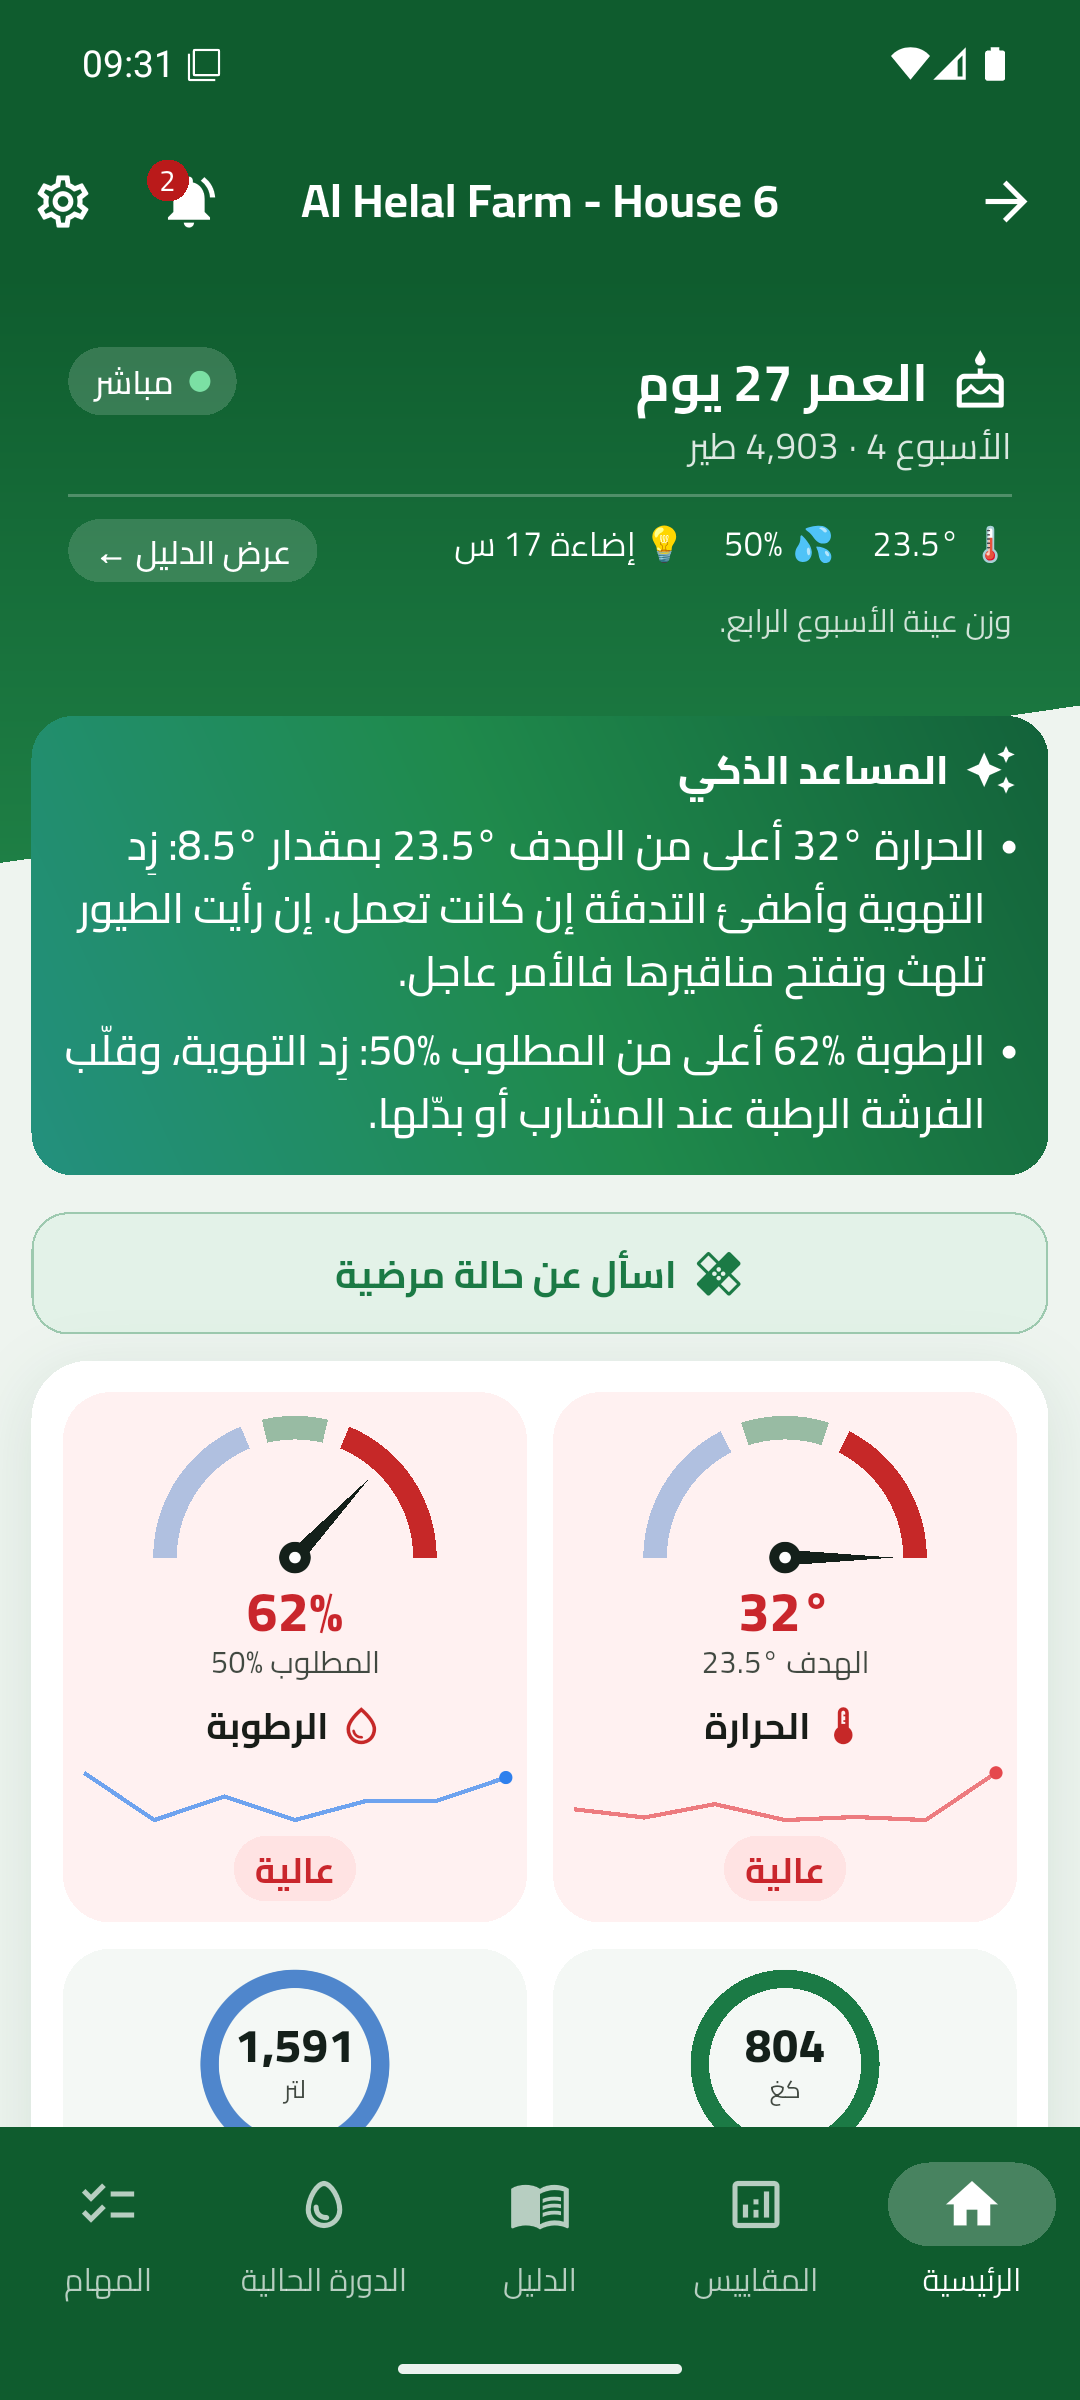 09:31
2
Al Helal Farm - House 6
العمر 27 يوم
مباشر
الأسبوع 4 · 4,903 طير
23.5°
50%
إضاءة 17 س
عرض الدليل ←
وزن عينة الأسبوع الرابع.
المساعد الذكي
• الحرارة 32° أعلى من الهدف 23.5° بمقدار 8.5°: زِد
التهوية وأطفئ التدفئة إن كانت تعمل. إن رأيت الطيور
تلهث وتفتح مناقيرها فالأمر عاجل.
• الرطوبة 62% أعلى من المطلوب 50%: زِد التهوية، وقلّب
الفرشة الرطبة عند المشارب أو بدّلها.
اسأل عن حالة مرضية
32°
الهدف 23.5°
الحرارة
عالية
62%
المطلوب 50%
الرطوبة
عالية
804
كغ
1,591
لتر
الرئيسية
المقاييس
الدليل
الدورة الحالية
المهام